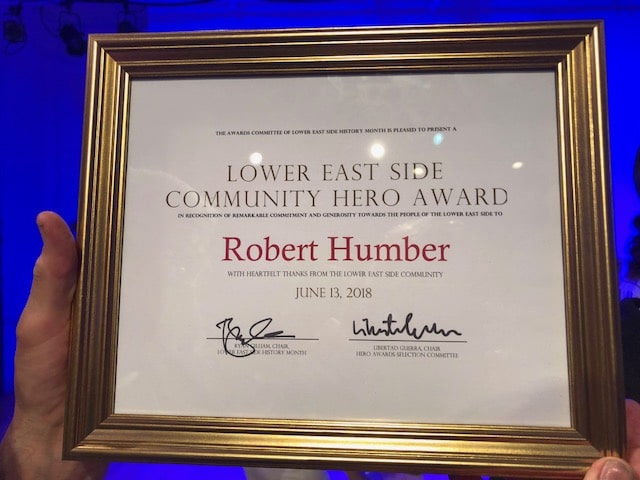 THE AWARDS COMMITTEE OF LOWER EAST SIDE HISTORY MONTH IS PLEASED TO PRESENT A
LOWER EAST SIDE
COMMUNITY HERO AWARD
IN RECOGNITION OF REMARKABLE COMMITMENT AND GENEROSITY TOWARDS THE PEOPLE OF THE LOWER EAST SIDE TO
Robert Humber
WITH HEARTFELT THANKS FROM THE LOWER EAST SIDE COMMUNITY
JUNE 13, 2018
RYAN GILLIAM, CHAIR
LOWER EAST SIDE HISTORY MONTH
LIBERTAD GUERRA, CHAIR
HERO AWARDS SELECTION COMMITTEE